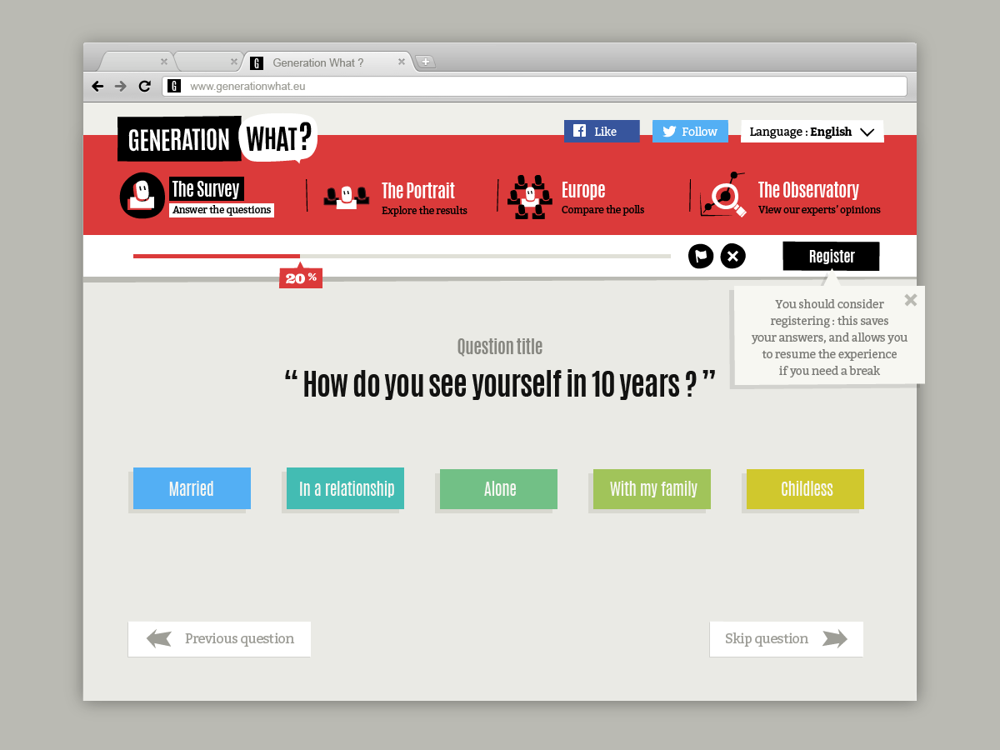 Generation What ?
G
G
www.generationwhat.eu
GENERATION WHAT?
Like
Follow
Language : English
The Survey
Answer the questions
The Portrait
Explore the results
Europe
Compare the polls
The Observatory
View our experts' opinions
20 %
Register
You should consider
registering : this saves
your answers, and allows you
to resume the experience
if you need a break
Question title
“ How do you see yourself in 10 years ? ”
Married
In a relationship
Alone
With my family
Childless
Previous question
Skip question